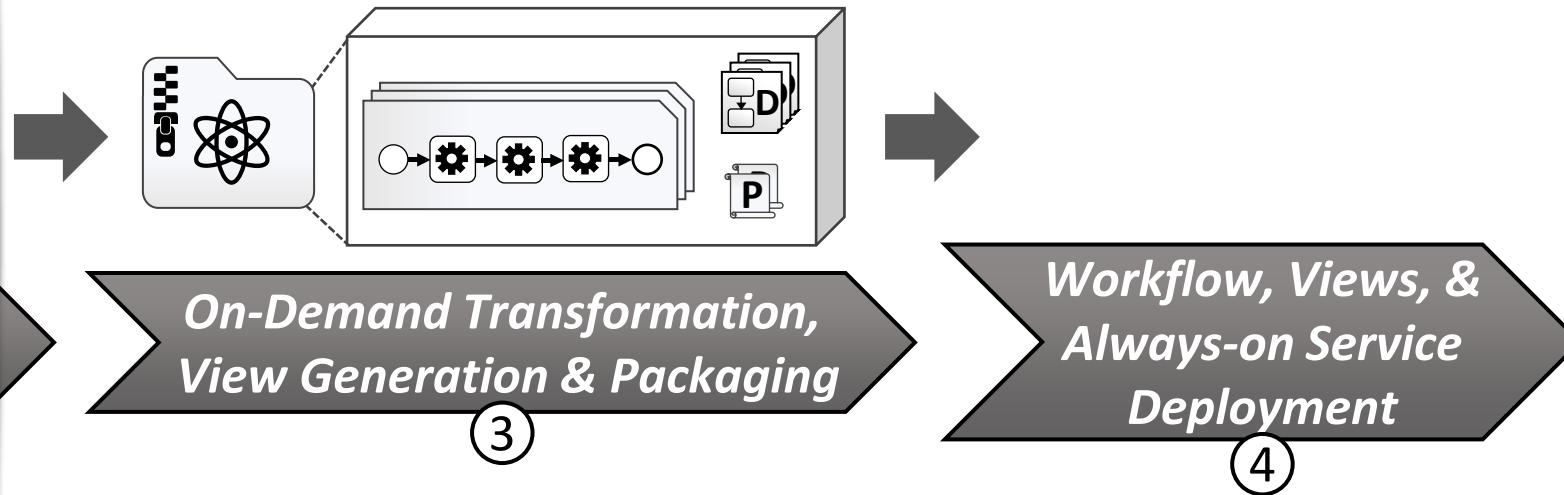 D
P
On-Demand Transformation,
View Generation & Packaging
3
Workflow, Views, &
Always-on Service
Deployment
4